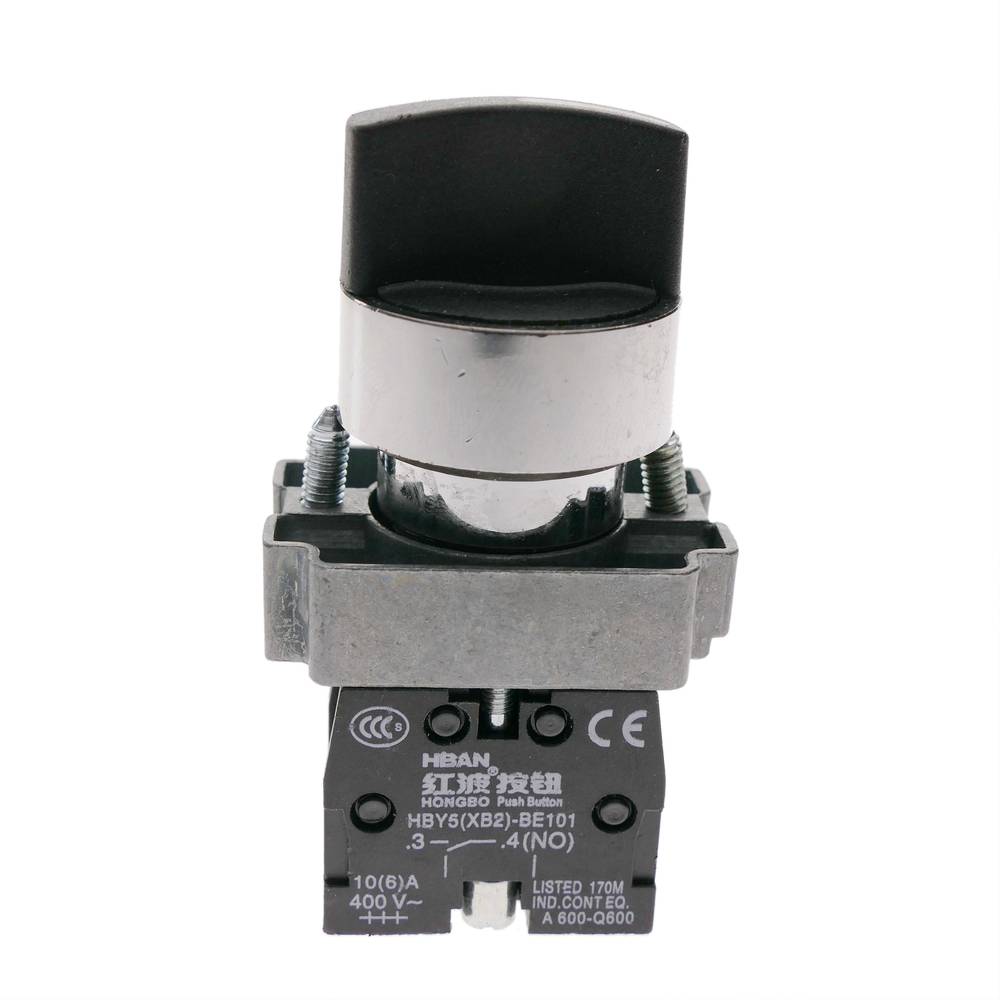 CCC S
CE
HBAN
红波®按钮
HONGBO Push Button
HBY5(XB2)-BE101
.3 .4(NO)
10(6)A
400 V~
LISTED 170M
IND.CONT EQ.
A 600-Q600